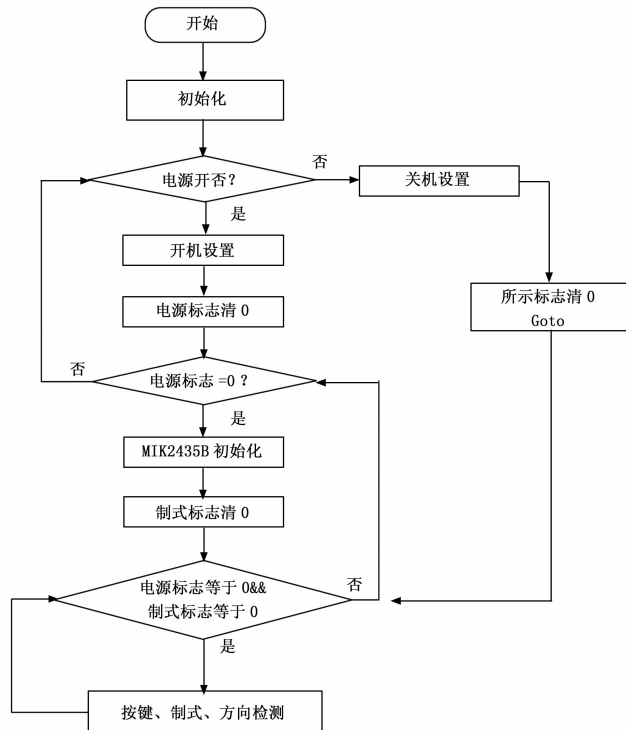 开始
初始化
电源开否?
否
关机设置
是
开机设置
电源标志清 0
所示标志清 0
Goto
否
电源标志 =0 ?
是
MIK2435B 初始化
制式标志清 0
电源标志等于 0&&
制式标志等于 0
否
是
按键、制式、方向检测